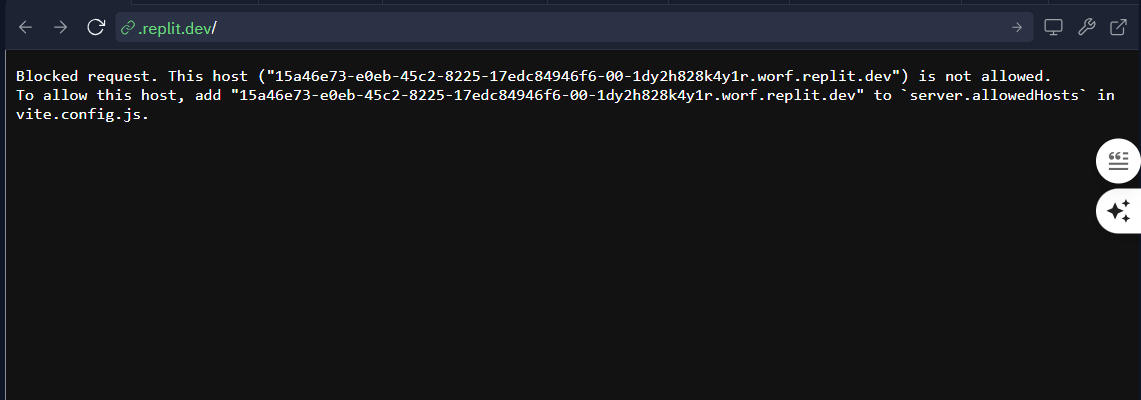 .replit.dev/
Blocked request. This host ("15a46e73-e0eb-45c2-8225-17edc84946f6-00-1dy2h828k4y1r.worf.replit.dev") is not allowed.
To allow this host, add "15a46e73-e0eb-45c2-8225-17edc84946f6-00-1dy2h828k4y1r.worf.replit.dev" to `server.allowedHosts` in
vite.config.js.